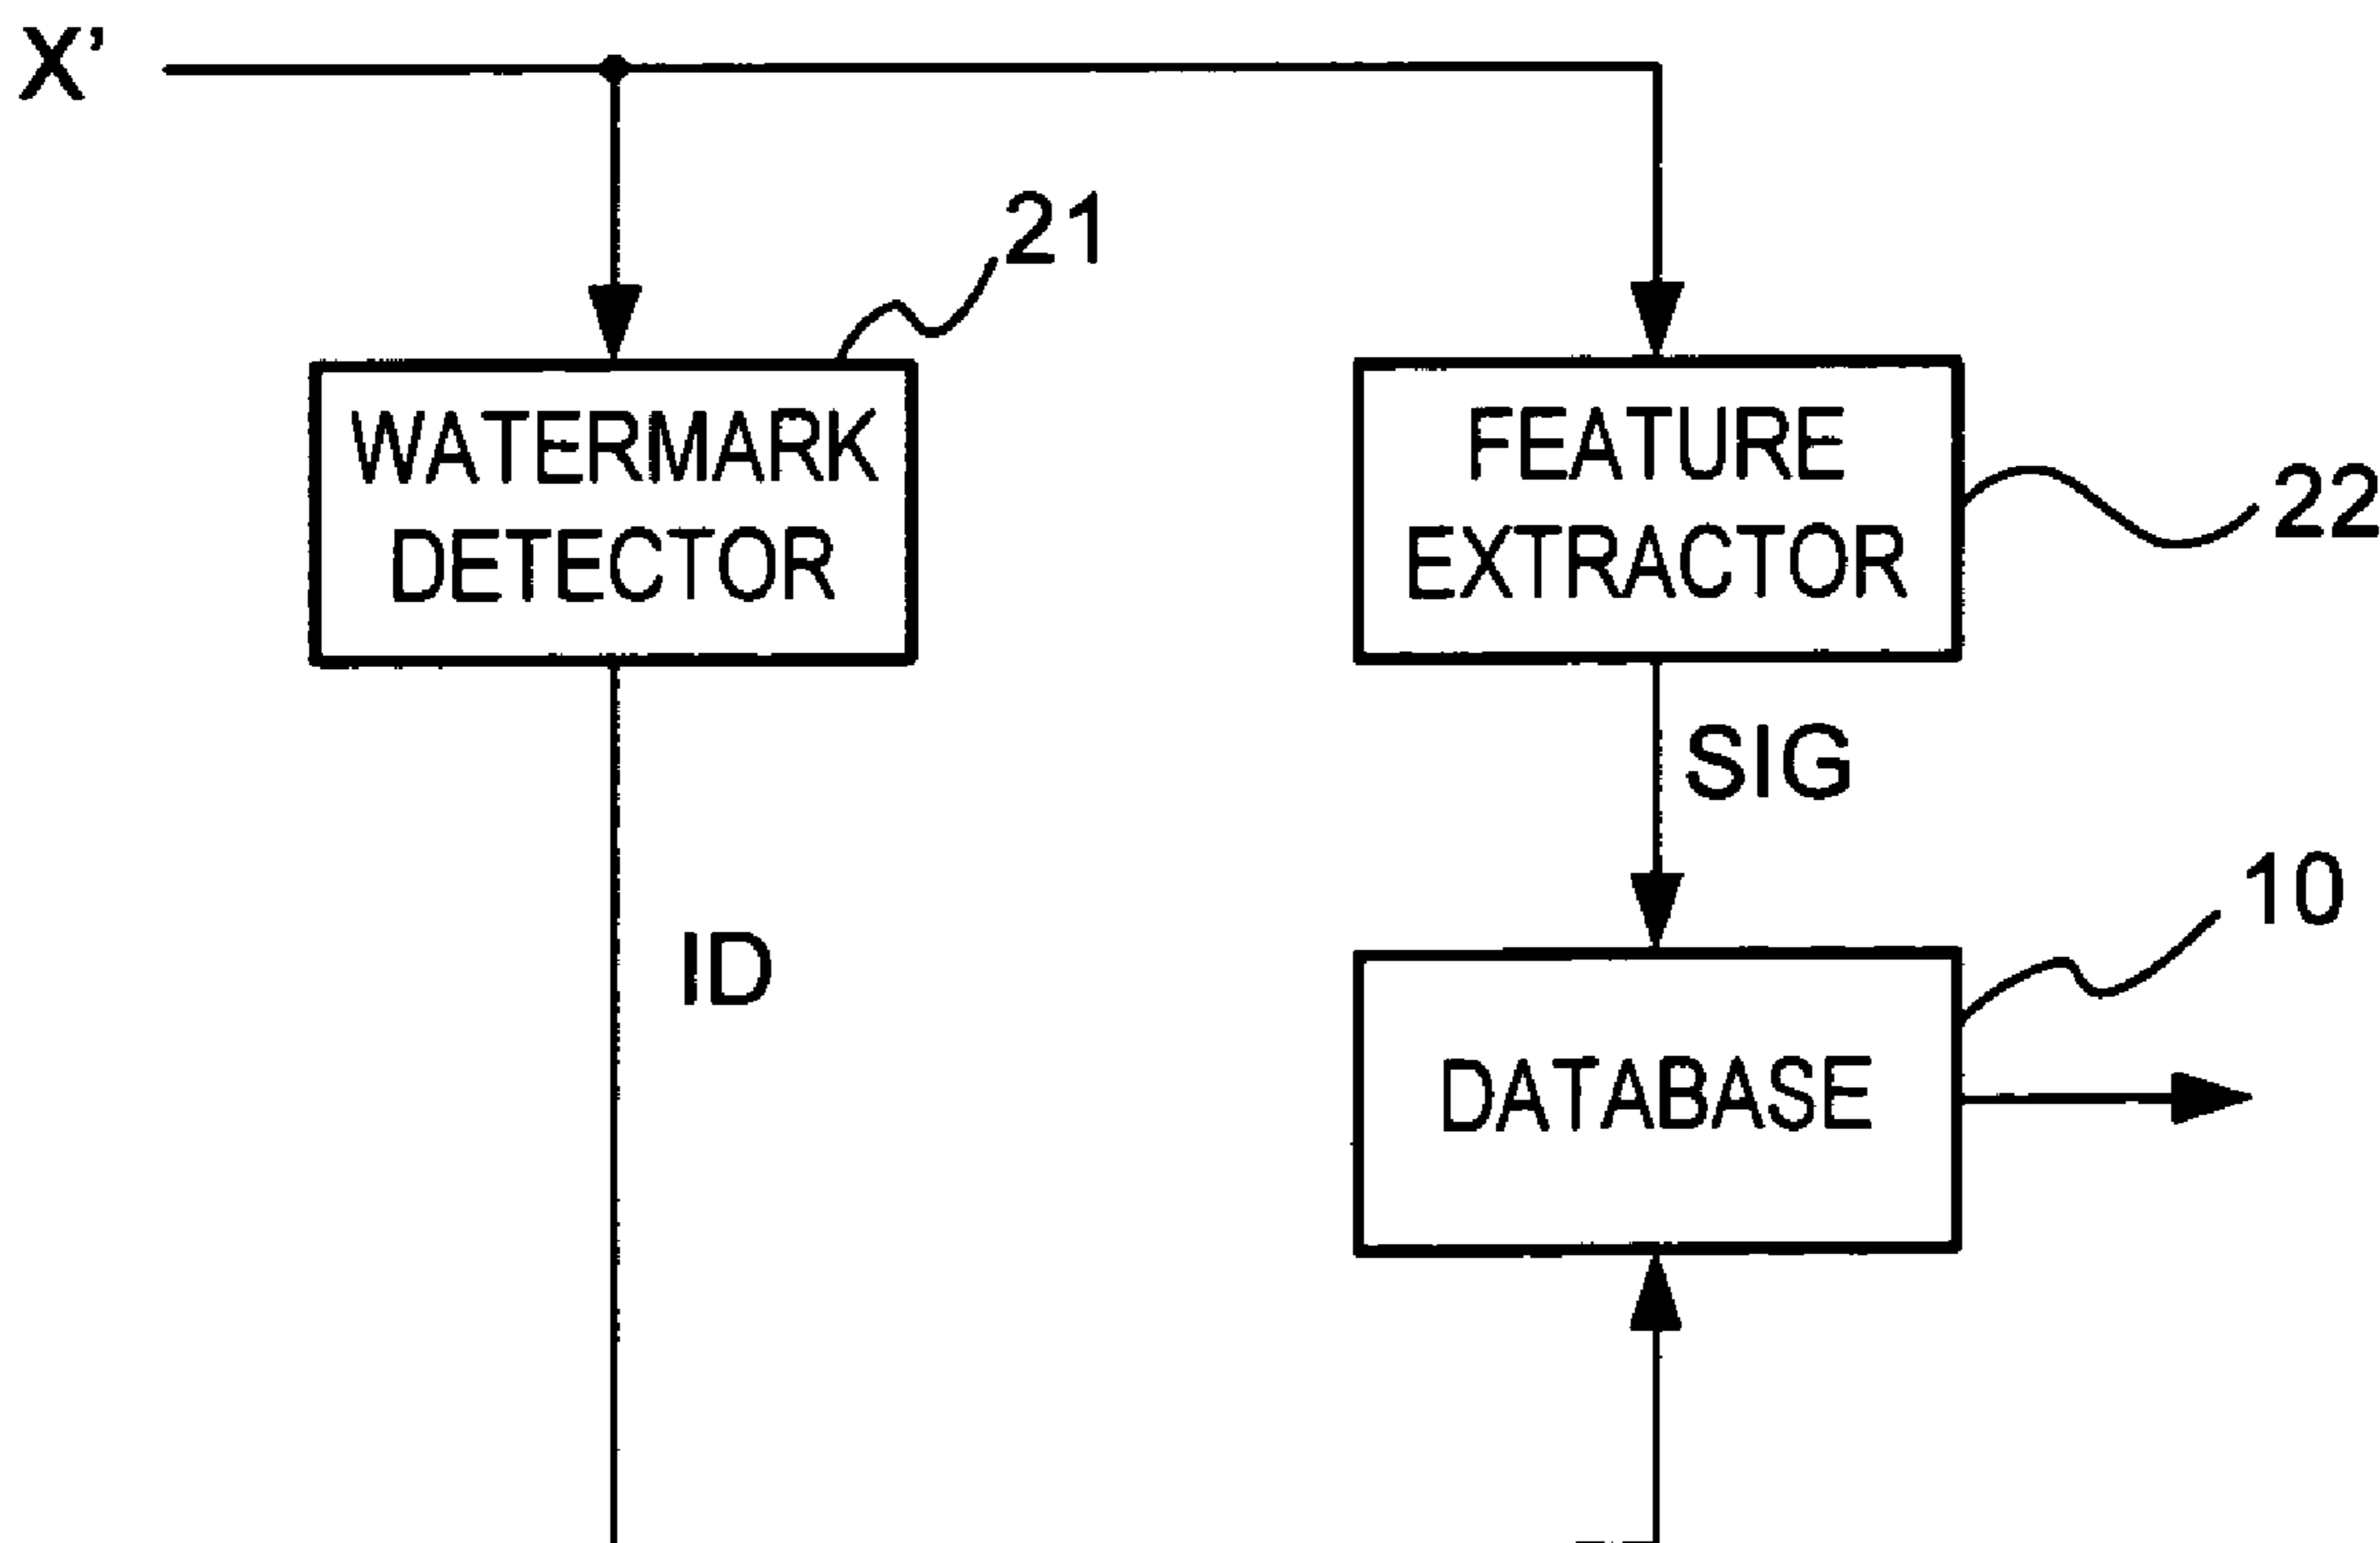 X'
21
WATERMARK
DETECTOR
FEATURE
EXTRACTOR
22
SIG
10
ID
DATABASE